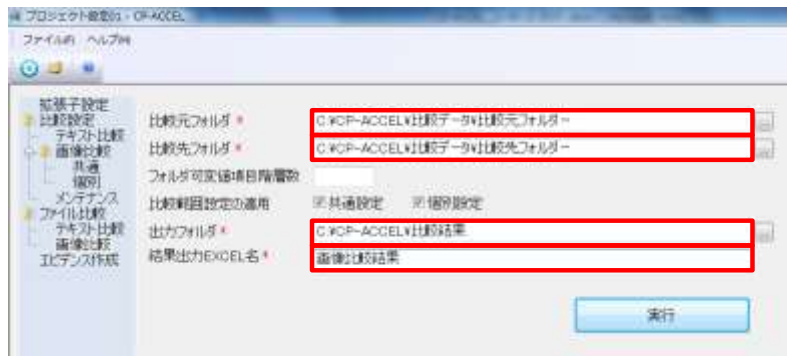 プロジェクト設定01 - CP-ACCEL
ファイル(F) ヘルプ(H)
拡張子設定
比較設定
テキスト比較
画像比較
共通
個別
メンテナンス
ファイル比較
テキスト比較
画像比較
エビデンス作成
比較元フォルダ *
C:¥CP-ACCEL¥比較データ¥比較元フォルダー
...
比較先フォルダ *
C:¥CP-ACCEL¥比較データ¥比較先フォルダー
...
フォルダ可変値項目階層数
比較範囲設定の適用
共通設定
個別設定
出力フォルダ *
C:¥CP-ACCEL¥比較結果
...
結果出力EXCEL名 *
画像比較結果
実行